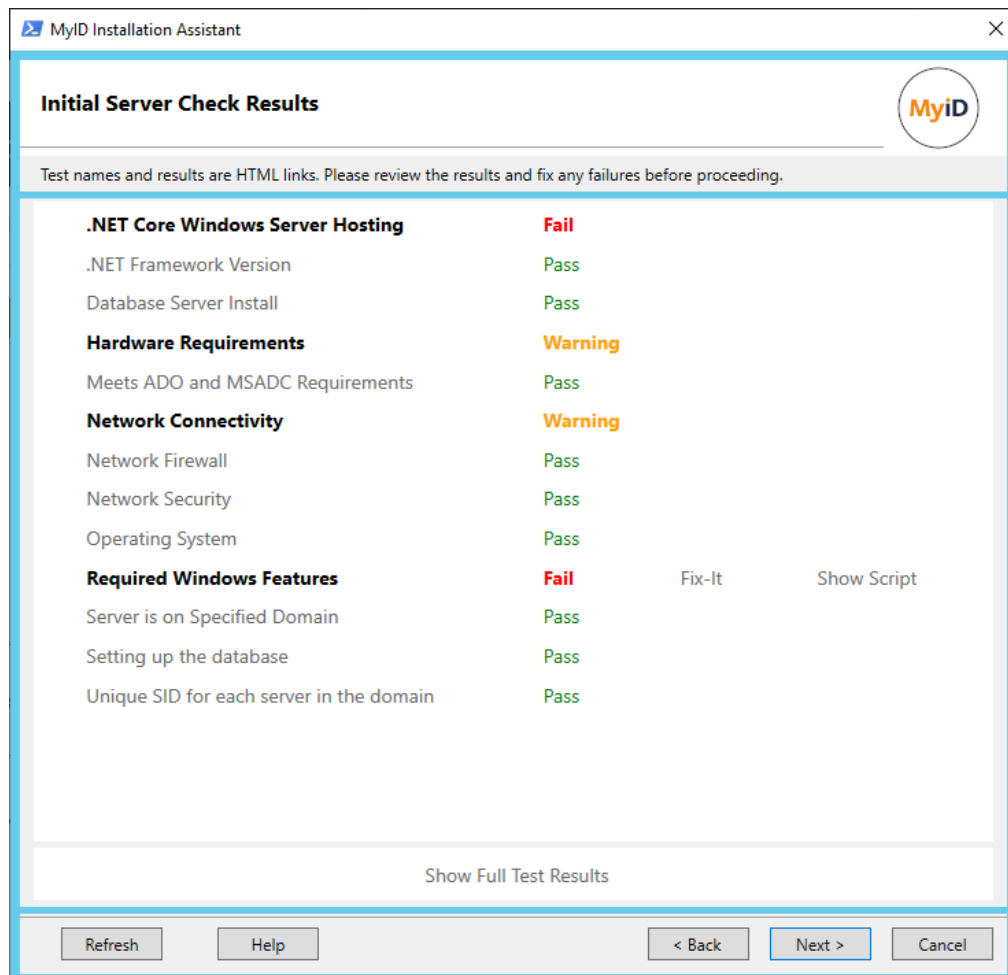 MyID Installation Assistant
Initial Server Check Results
MyiD
Test names and results are HTML links. Please review the results and fix any failures before proceeding.
.NET Core Windows Server Hosting Fail
.NET Framework Version Pass
Database Server Install Pass
Hardware Requirements Warning
Meets ADO and MSADC Requirements Pass
Network Connectivity Warning
Network Firewall Pass
Network Security Pass
Operating System Pass
Required Windows Features Fail Fix-It Show Script
Server is on Specified Domain Pass
Setting up the database Pass
Unique SID for each server in the domain Pass
Show Full Test Results
Refresh Help < Back Next > Cancel